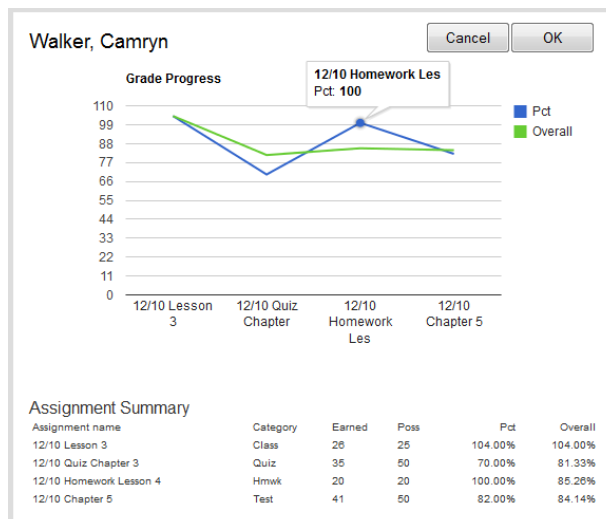 Walker, Camryn
Cancel
OK
Grade Progress
12/10 Homework Les
Pct: 100
110
99
88
77
66
55
44
33
22
11
0
Pct
Overall
12/10 Lesson
3
12/10 Quiz
Chapter
12/10
Homework
Les
12/10
Chapter 5
Assignment Summary
Assignment name Category Earned Poss Pct Overall
12/10 Lesson 3 Class 26 25 104.00% 104.00%
12/10 Quiz Chapter 3 Quiz 35 50 70.00% 81.33%
12/10 Homework Lesson 4 Hmwk 20 20 100.00% 85.26%
12/10 Chapter 5 Test 41 50 82.00% 84.14%